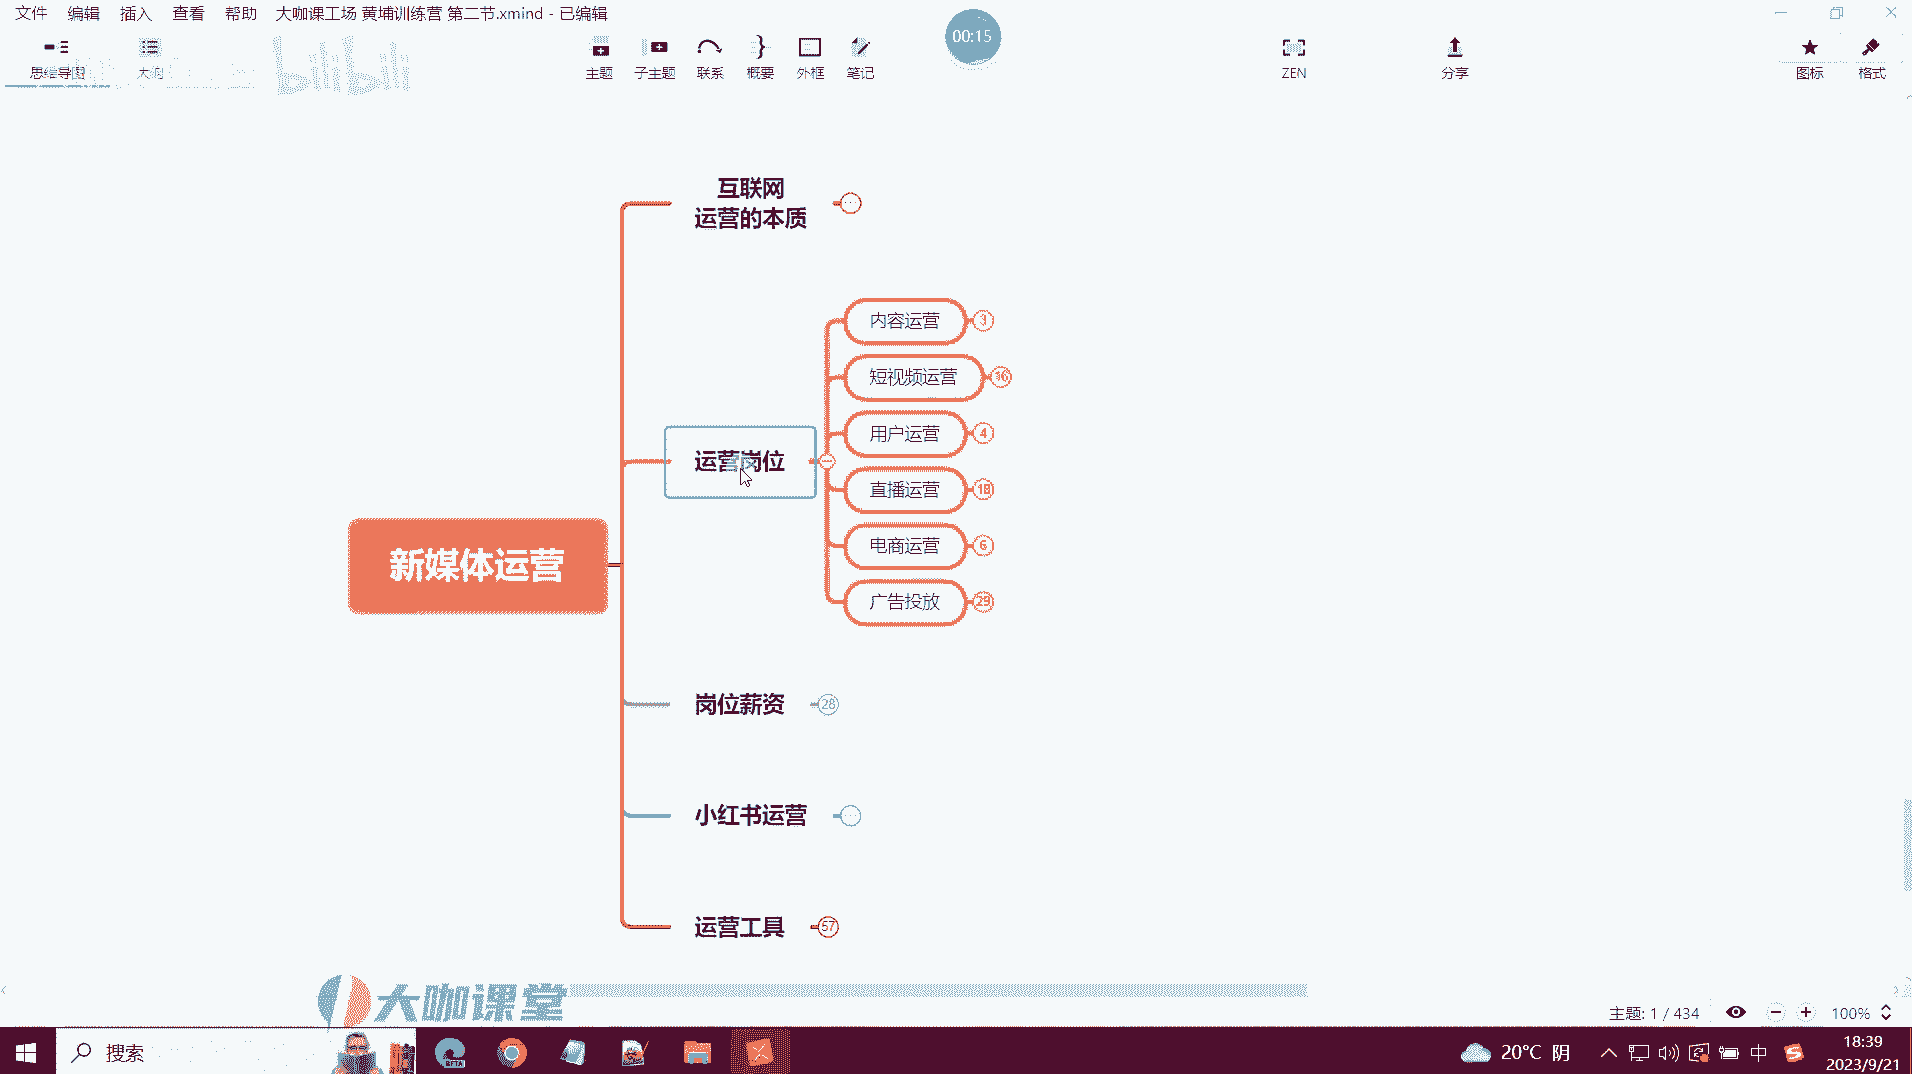 文件 编辑 插入 查看 帮助 大咖课工场 黄埔训练营 第二节.xmind - 已编辑
00:15
思维导图 大纲 主题 子主题 联系 概要 外框 笔记 ZEN 分享 图标 格式
bilibili
互联网
运营的本质
内容运营 3
短视频运营 16
用户运营 4
运营岗位
直播运营 18
电商运营 6
新媒体运营
广告投放 29
岗位薪资 28
小红书运营
运营工具 57
大咖课堂
主题: 1 / 434 100%
搜索
BETA
20°C 阴
中
18:39
2023/9/21